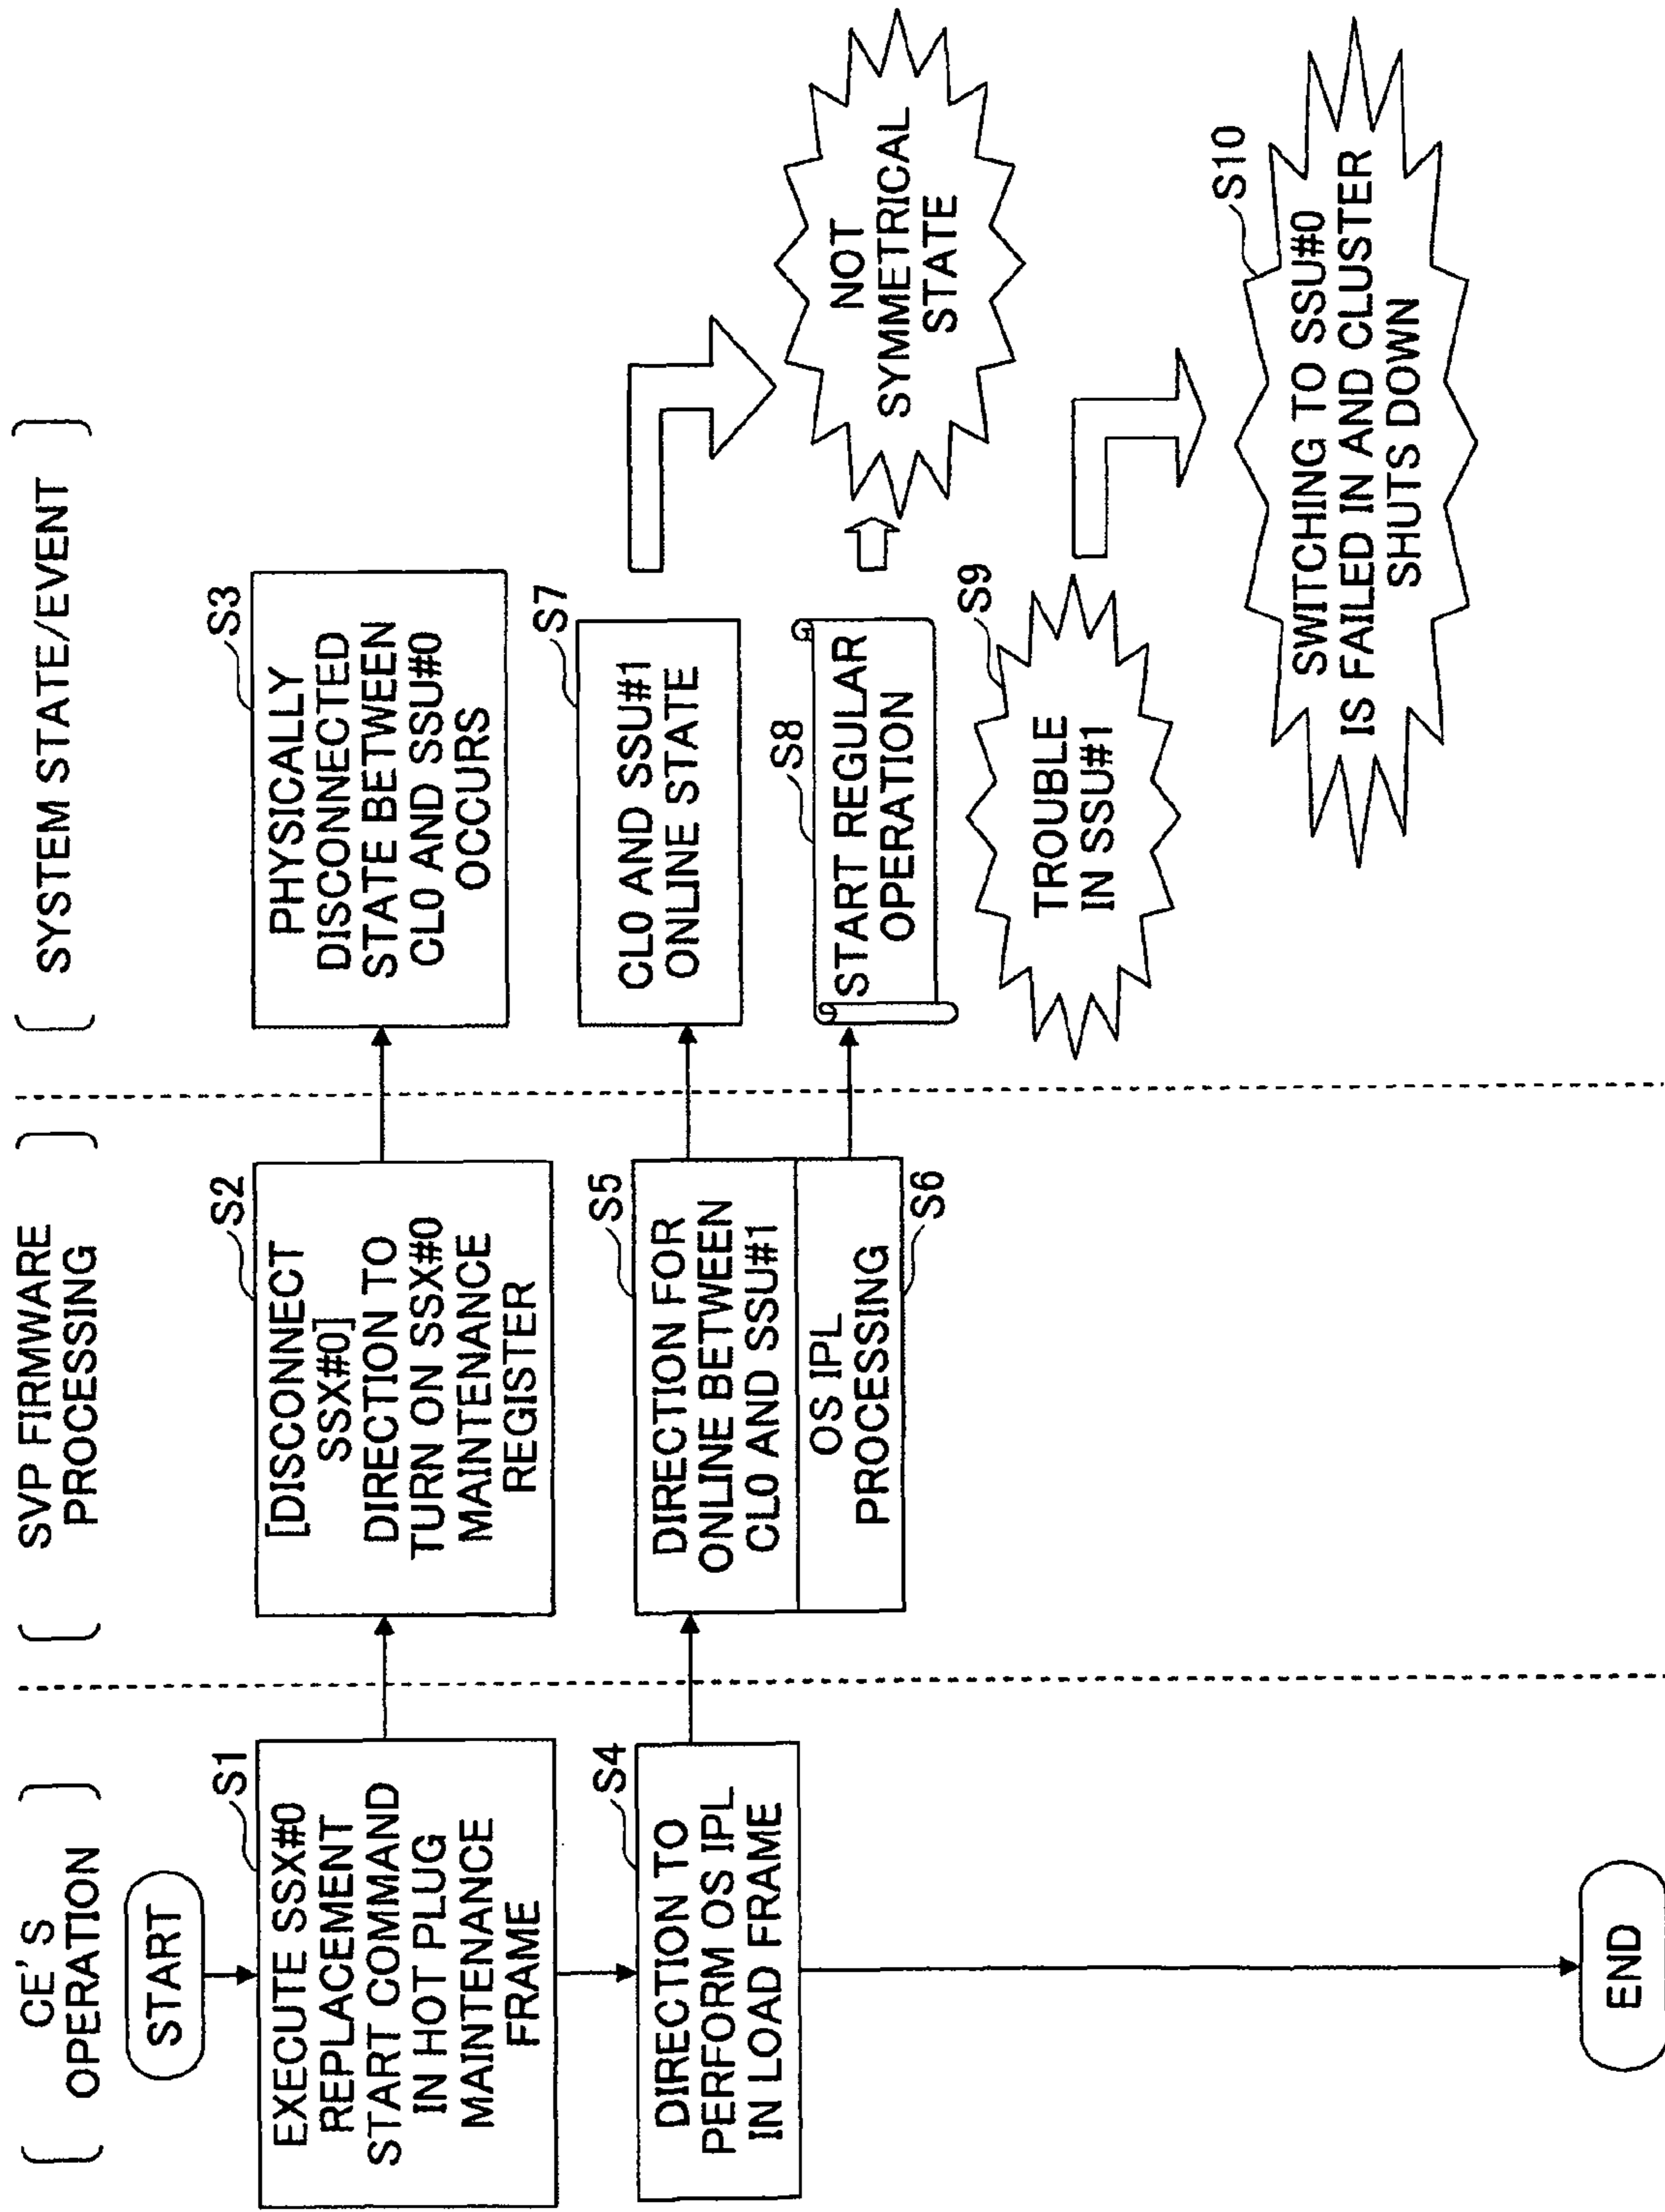 CE'S
OPERATION
SVP FIRMWARE
PROCESSING
SYSTEM STATE/EVENT
START
S1
EXECUTE SSX#0
REPLACEMENT
START COMMAND
IN HOT PLUG
MAINTENANCE
FRAME
S2
[DISCONNECT
SSX#0]
DIRECTION TO
TURN ON SSX#0
MAINTENANCE
REGISTER
S3
PHYSICALLY
DISCONNECTED
STATE BETWEEN
CL0 AND SSU#0
OCCURS
S4
DIRECTION TO
PERFORM OS IPL
IN LOAD FRAME
S5
DIRECTION FOR
ONLINE BETWEEN
CL0 AND SSU#1
OS IPL
PROCESSING
S6
S7
CL0 AND SSU#1
ONLINE STATE
NOT
SYMMETRICAL
STATE
S8
START REGULAR
OPERATION
S9
TROUBLE
IN SSU#1
S10
SWITCHING TO SSU#0
IS FAILED IN AND CLUSTER
SHUTS DOWN
END